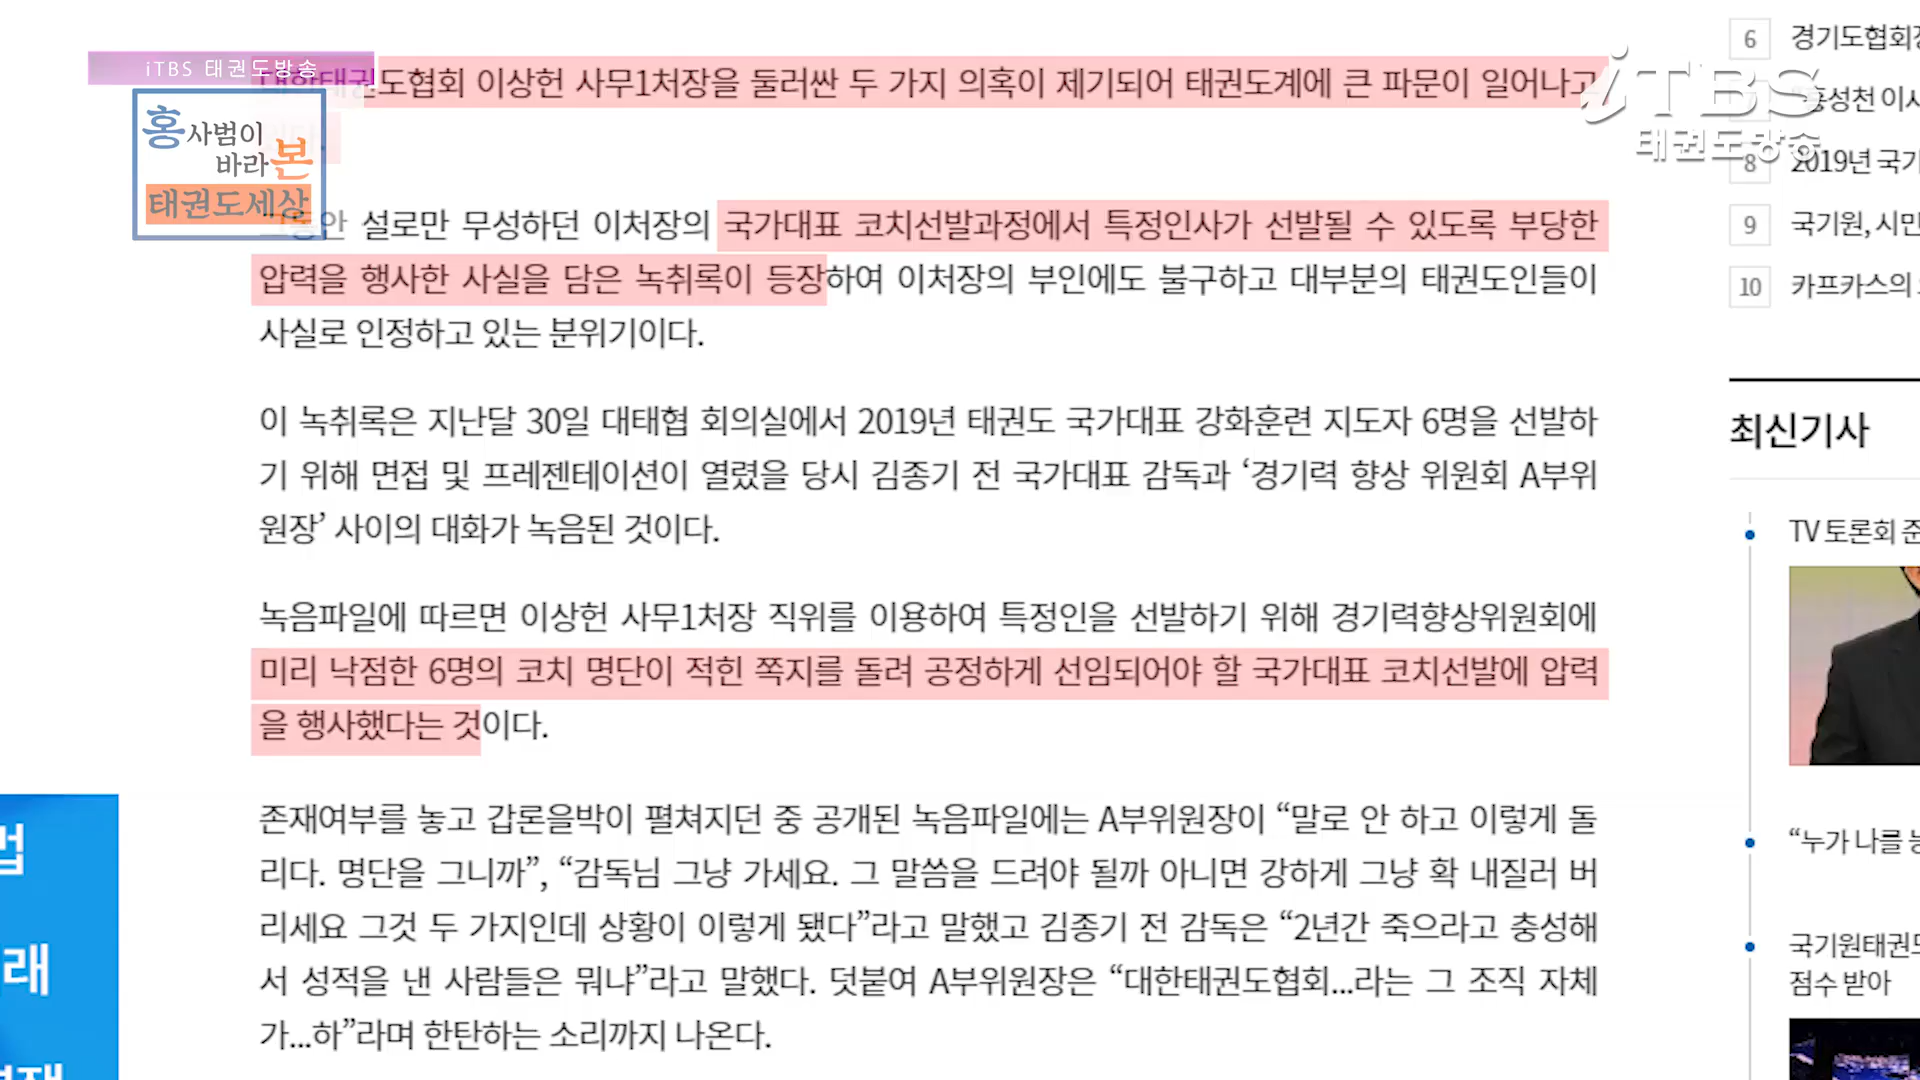 iTBS 태권도방송
홍사범이
바라본
태권도세상
iTBS
태권도방송
대한태권도협회 이상헌 사무1처장을 둘러싼 두 가지 의혹이 제기되어 태권도계에 큰 파문이 일어나고
그동안 설로만 무성하던 이처장의 국가대표 코치선발과정에서 특정인사가 선발될 수 있도록 부당한
압력을 행사한 사실을 담은 녹취록이 등장하여 이처장의 부인에도 불구하고 대부분의 태권도인들이
사실로 인정하고 있는 분위기이다.
이 녹취록은 지난달 30일 대태협 회의실에서 2019년 태권도 국가대표 강화훈련 지도자 6명을 선발하
기 위해 면접 및 프레젠테이션이 열렸을 당시 김종기 전 국가대표 감독과 ‘경기력 향상 위원회 A부위
원장’ 사이의 대화가 녹음된 것이다.
녹음파일에 따르면 이상헌 사무1처장 직위를 이용하여 특정인을 선발하기 위해 경기력향상위원회에
미리 낙점한 6명의 코치 명단이 적힌 쪽지를 돌려 공정하게 선임되어야 할 국가대표 코치선발에 압력
을 행사했다는 것이다.
존재여부를 놓고 갑론을박이 펼쳐지던 중 공개된 녹음파일에는 A부위원장이 “말로 안 하고 이렇게 돌
리다. 명단을 그니까”, “감독님 그냥 가세요. 그 말씀을 드려야 될까 아니면 강하게 그냥 확 내질러 버
리세요 그것 두 가지인데 상황이 이렇게 됐다”라고 말했고 김종기 전 감독은 “2년간 죽으라고 충성해
서 성적을 낸 사람들은 뭐냐”라고 말했다. 덧붙여 A부위원장은 “대한태권도협회...라는 그 조직 자체
가...하”라며 한탄하는 소리까지 나온다.
6 경기도협회장
성천 이사
8 2019년 국기
9 국기원, 시민
10 카프카스의
최신기사
TV 토론회 준
“누가 나를
국기원태권도
점수 받아
법
래